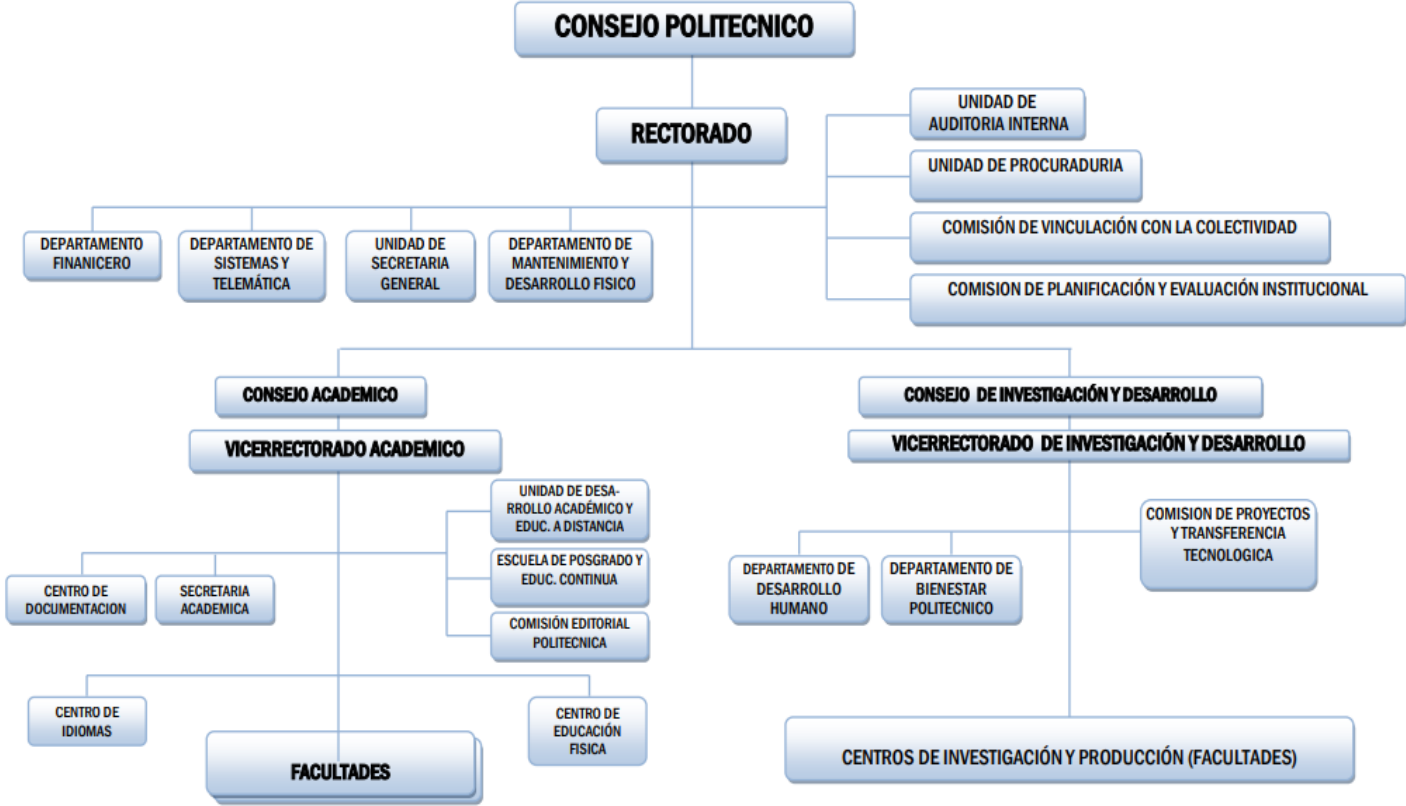 CONSEJO POLITECNICO
RECTORADO
UNIDAD DE
AUDITORIA INTERNA
UNIDAD DE PROCURADURIA
COMISIÓN DE VINCULACIÓN CON LA COLECTIVIDAD
COMISION DE PLANIFICACIÓN Y EVALUACIÓN INSTITUCIONAL
DEPARTAMENTO
FINANICERO
DEPARTAMENTO DE
SISTEMAS Y
TELEMÁTICA
UNIDAD DE
SECRETARIA
GENERAL
DEPARTAMENTO DE
MANTENIMIENTO Y
DESARROLLO FISICO
CONSEJO ACADEMICO
VICERRECTORADO ACADEMICO
UNIDAD DE DESA-
RROLLO ACADÉMICO Y
EDUC. A DISTANCIA
ESCUELA DE POSGRADO Y
EDUC. CONTINUA
COMISIÓN EDITORIAL
POLITECNICA
CENTRO DE
DOCUMENTACION
SECRETARIA
ACADEMICA
CENTRO DE
IDIOMAS
CENTRO DE
EDUCACIÓN
FISICA
FACULTADES
CONSEJO DE INVESTIGACIÓN Y DESARROLLO
VICERRECTORADO DE INVESTIGACIÓN Y DESARROLLO
COMISION DE PROYECTOS
Y TRANSFERENCIA
TECNOLOGICA
DEPARTAMENTO DE
DESARROLLO
HUMANO
DEPARTAMENTO DE
BIENESTAR
POLITECNICO
CENTROS DE INVESTIGACIÓN Y PRODUCCIÓN (FACULTADES)